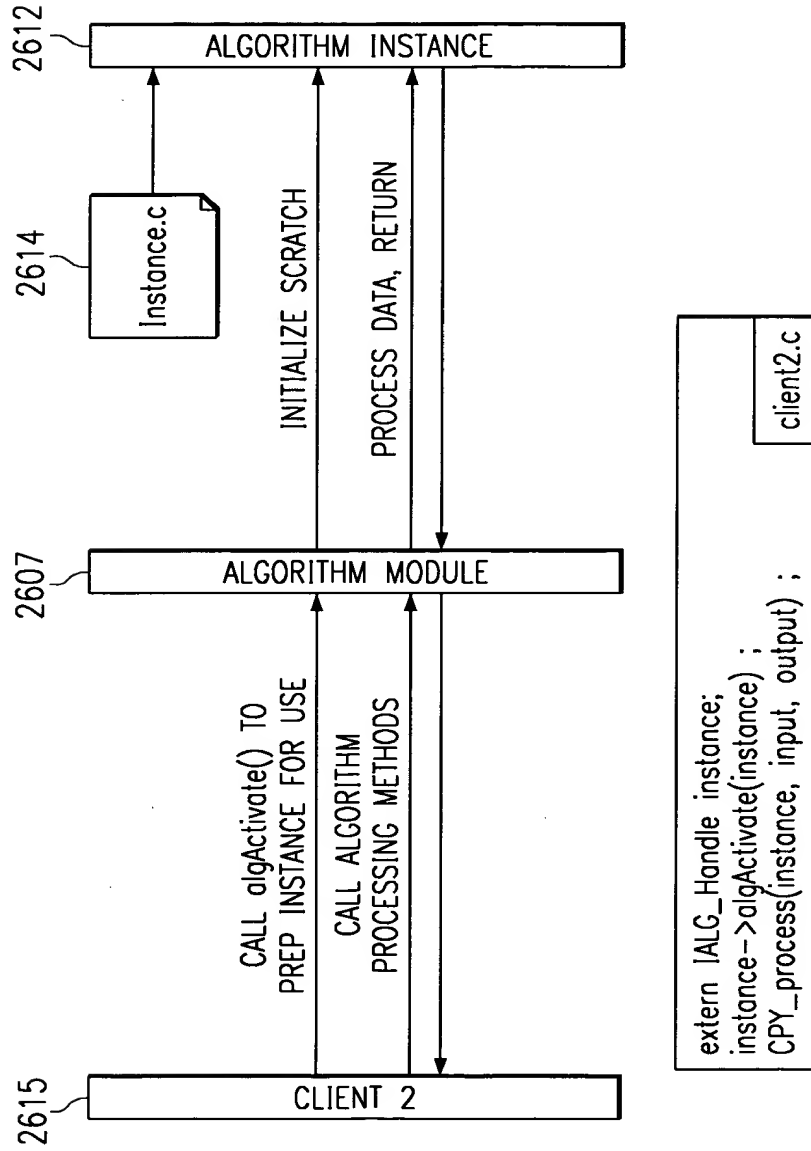 2615
CLIENT 2
CALL algActivate() TO
PREP INSTANCE FOR USE
CALL ALGORITHM
PROCESSING METHODS
2607
ALGORITHM MODULE
INITIALIZE SCRATCH
PROCESS DATA, RETURN
2614
Instance.c
2612
ALGORITHM INSTANCE
extern IALG_Handle instance;
instance->algActivate(instance) ;
CPY_process(instance, input, output) ;
client2.c